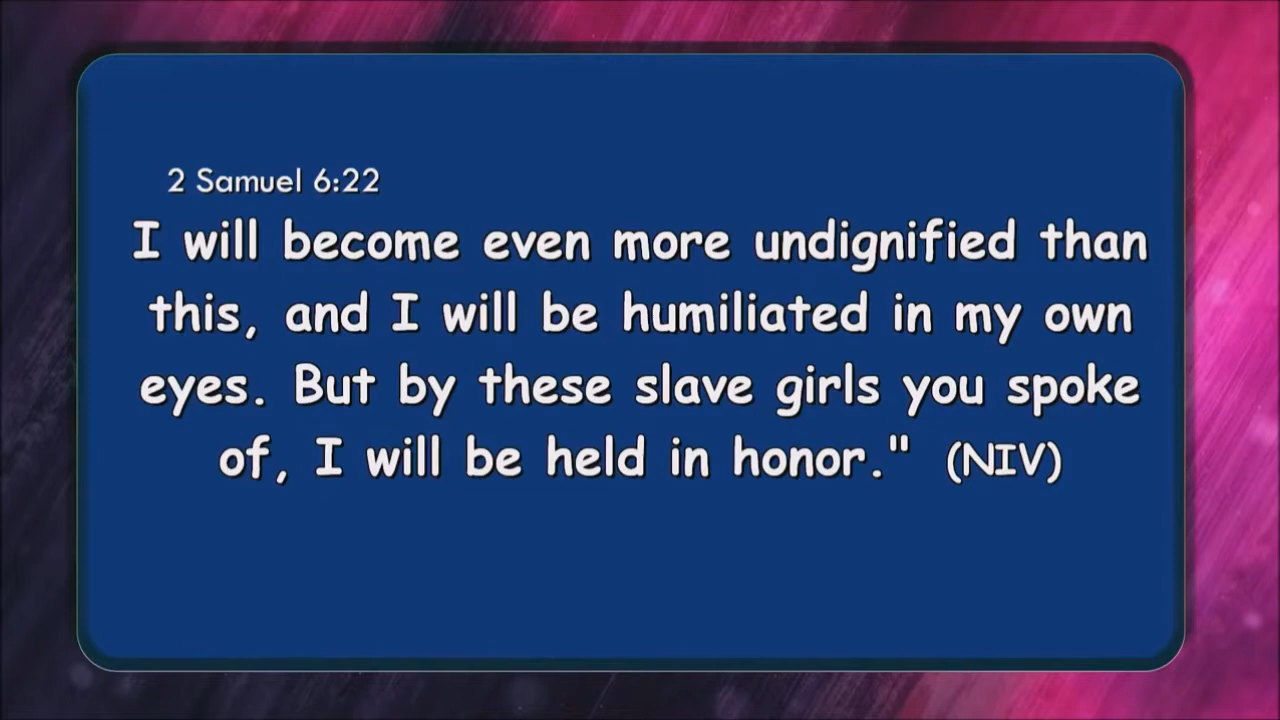 2 Samuel 6:22
I will become even more undignified than
this, and I will be humiliated in my own
eyes. But by these slave girls you spoke
of, I will be held in honor." (NIV)